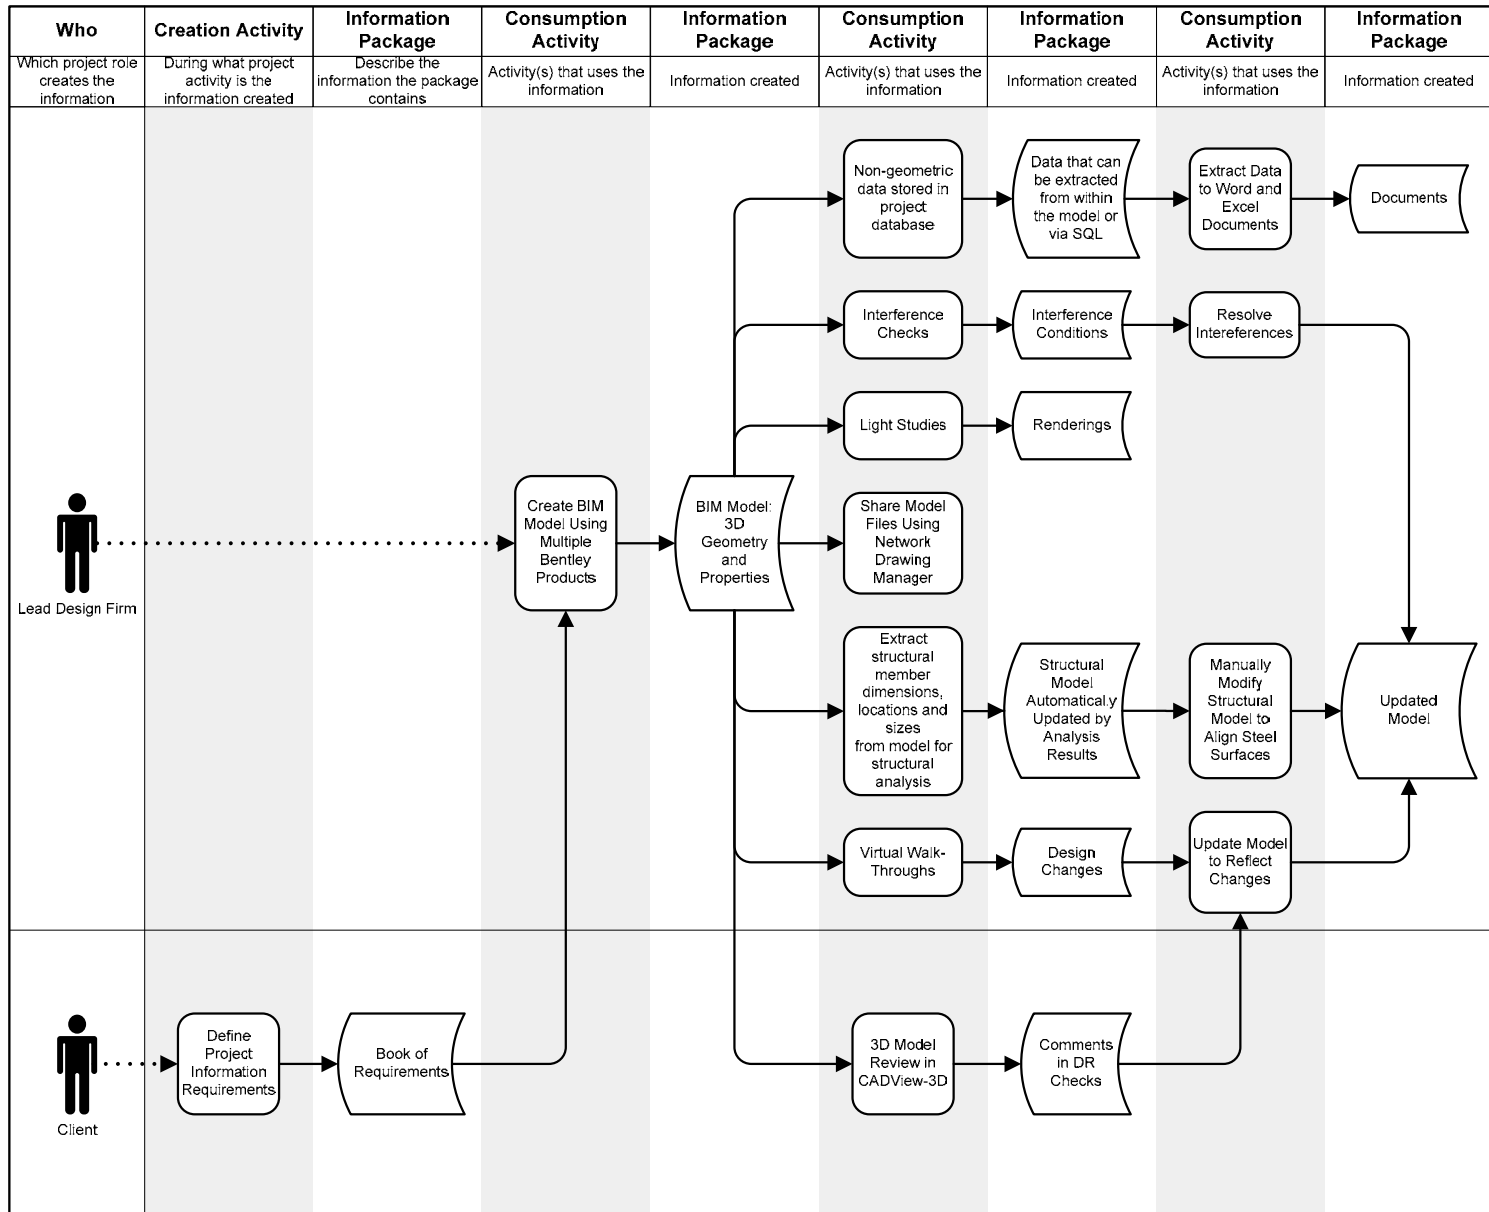 Who
Creation Activity
Information
Package
Consumption
Activity
Information
Package
Consumption
Activity
Information
Package
Consumption
Activity
Information
Package
Which project role
creates the
information
During what project
activity is the
information created
Describe the
information the package
contains
Activity(s) that uses the
information
Information created
Activity(s) that uses the
information
Information created
Activity(s) that uses the
information
Information created
Non-geometric
data stored in
project
database
Data that can
be extracted
from within
the model or
via SQL
Extract Data
to Word and
Excel
Documents
Documents
Interference
Checks
Interference
Conditions
Resolve
Intereferences
Light Studies
Renderings
Lead Design Firm
Create BIM
Model Using
Multiple
Bentley
Products
BIM Model:
3D
Geometry
and
Properties
Share Model
Files Using
Network
Drawing
Manager
Extract
structural
member
dimensions,
locations and
sizes
from model for
structural
analysis
Structural
Model
Automatically
Updated by
Analysis
Results
Manually
Modify
Structural
Model to
Align Steel
Surfaces
Updated
Model
Virtual Walk-
Throughs
Design
Changes
Update Model
to Reflect
Changes
Client
Define
Project
Information
Requirements
Book of
Requirements
3D Model
Review in
CADView-3D
Comments
in DR
Checks